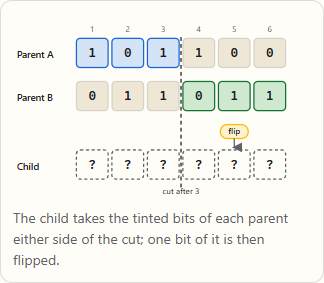 1 2 3 4 5 6
Parent A 1 0 1 1 0 0
Parent B 0 1 1 0 1 1
flip
Child ? ? ? ? ? ?
cut after 3
The child takes the tinted bits of each parent
either side of the cut; one bit of it is then
flipped.